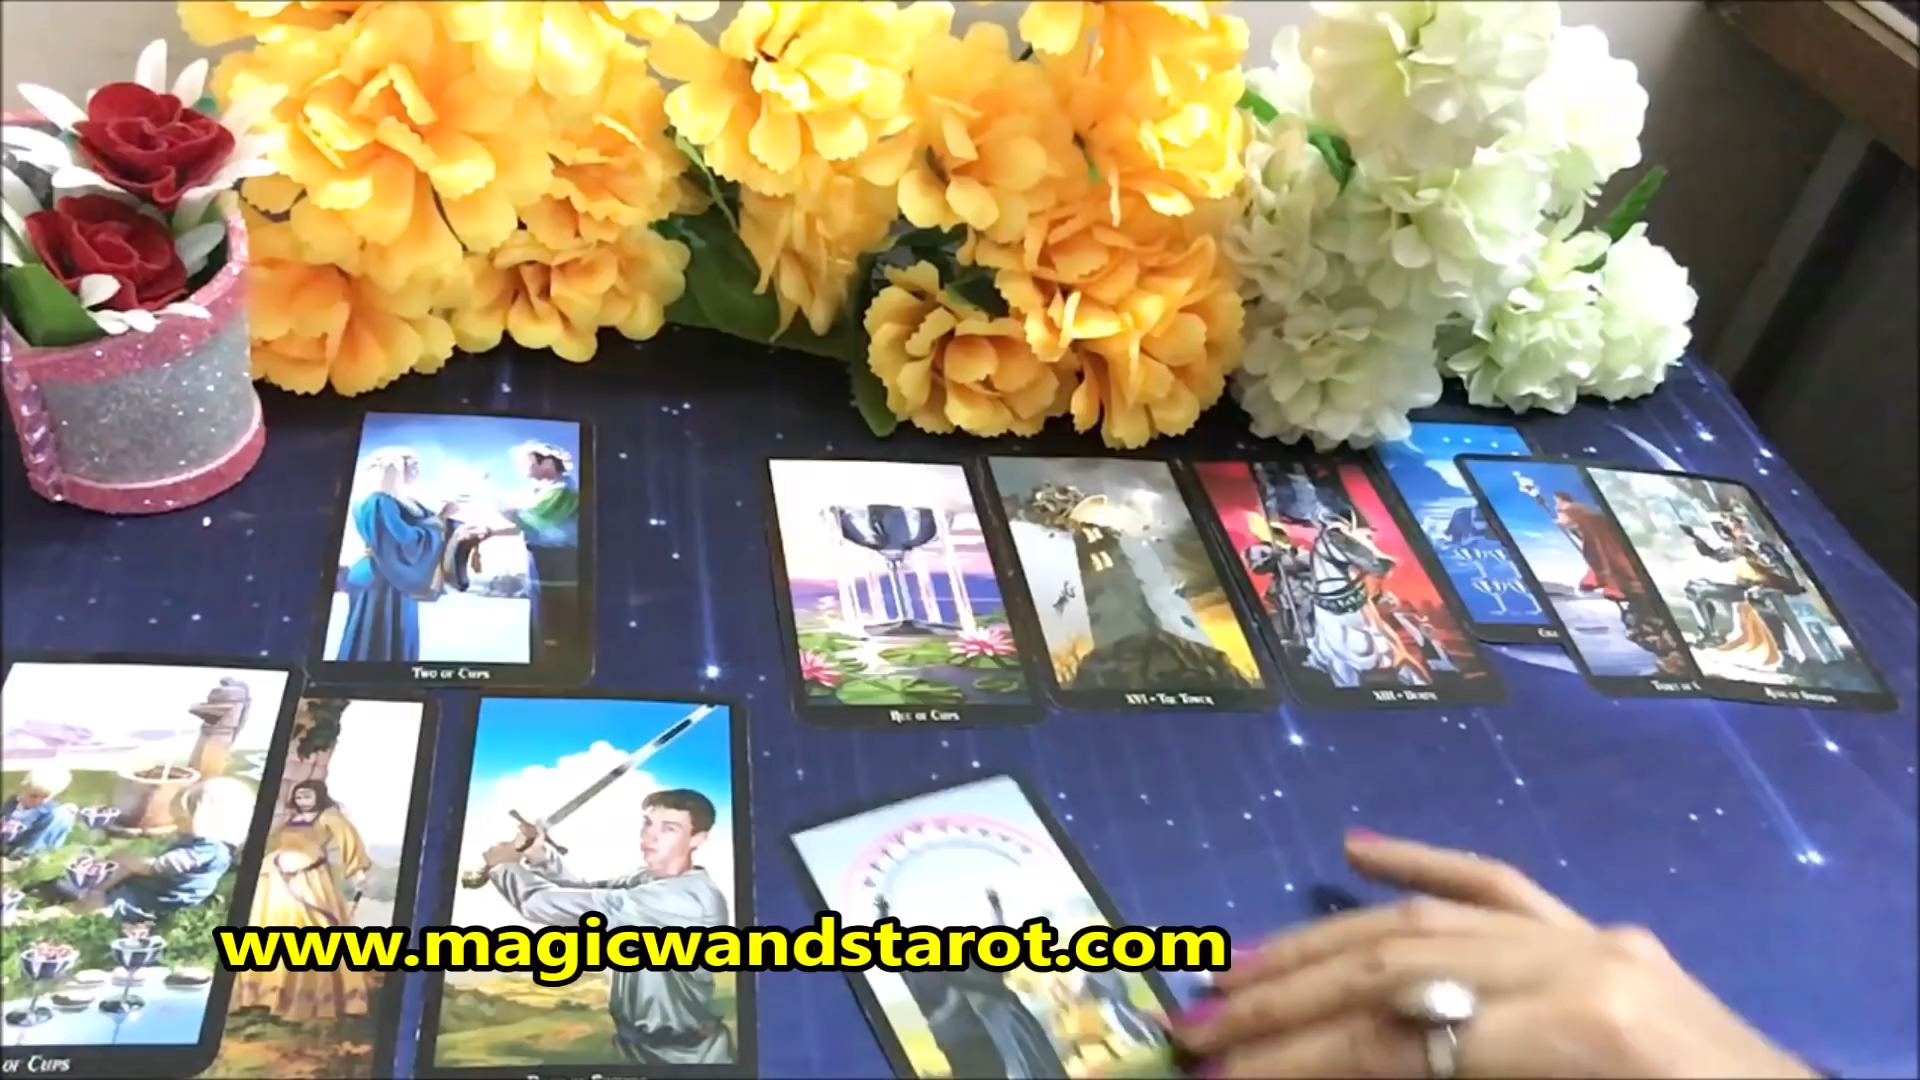 TWO OF CUPS
ACE OF CUPS
XVI • THE TOWER
XIII • DEATH
OF CUPS
www.magicwandstarot.com